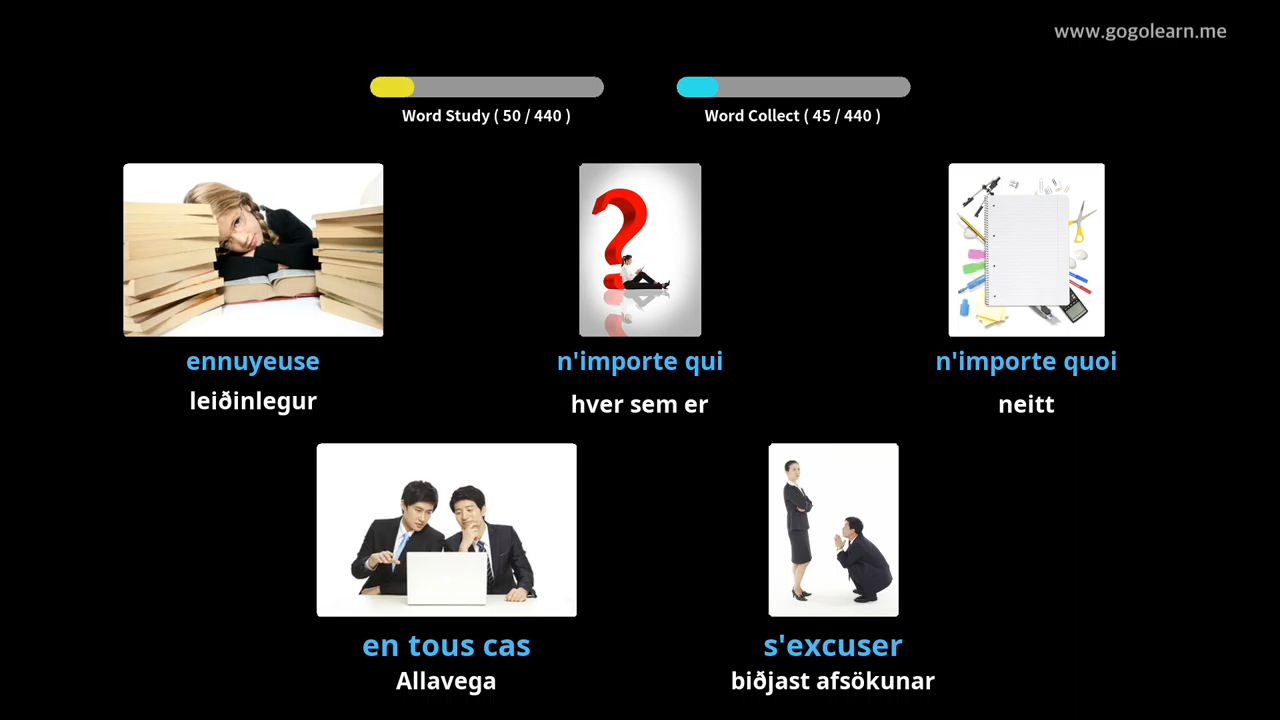 www.gogolearn.me
Word Study ( 50 / 440 )
Word Collect ( 45 / 440 )
ennuyeuse
leiðinlegur
n'importe qui
hver sem er
n'importe quoi
neitt
en tous cas
Allavega
s'excuser
biðjast afsökunar